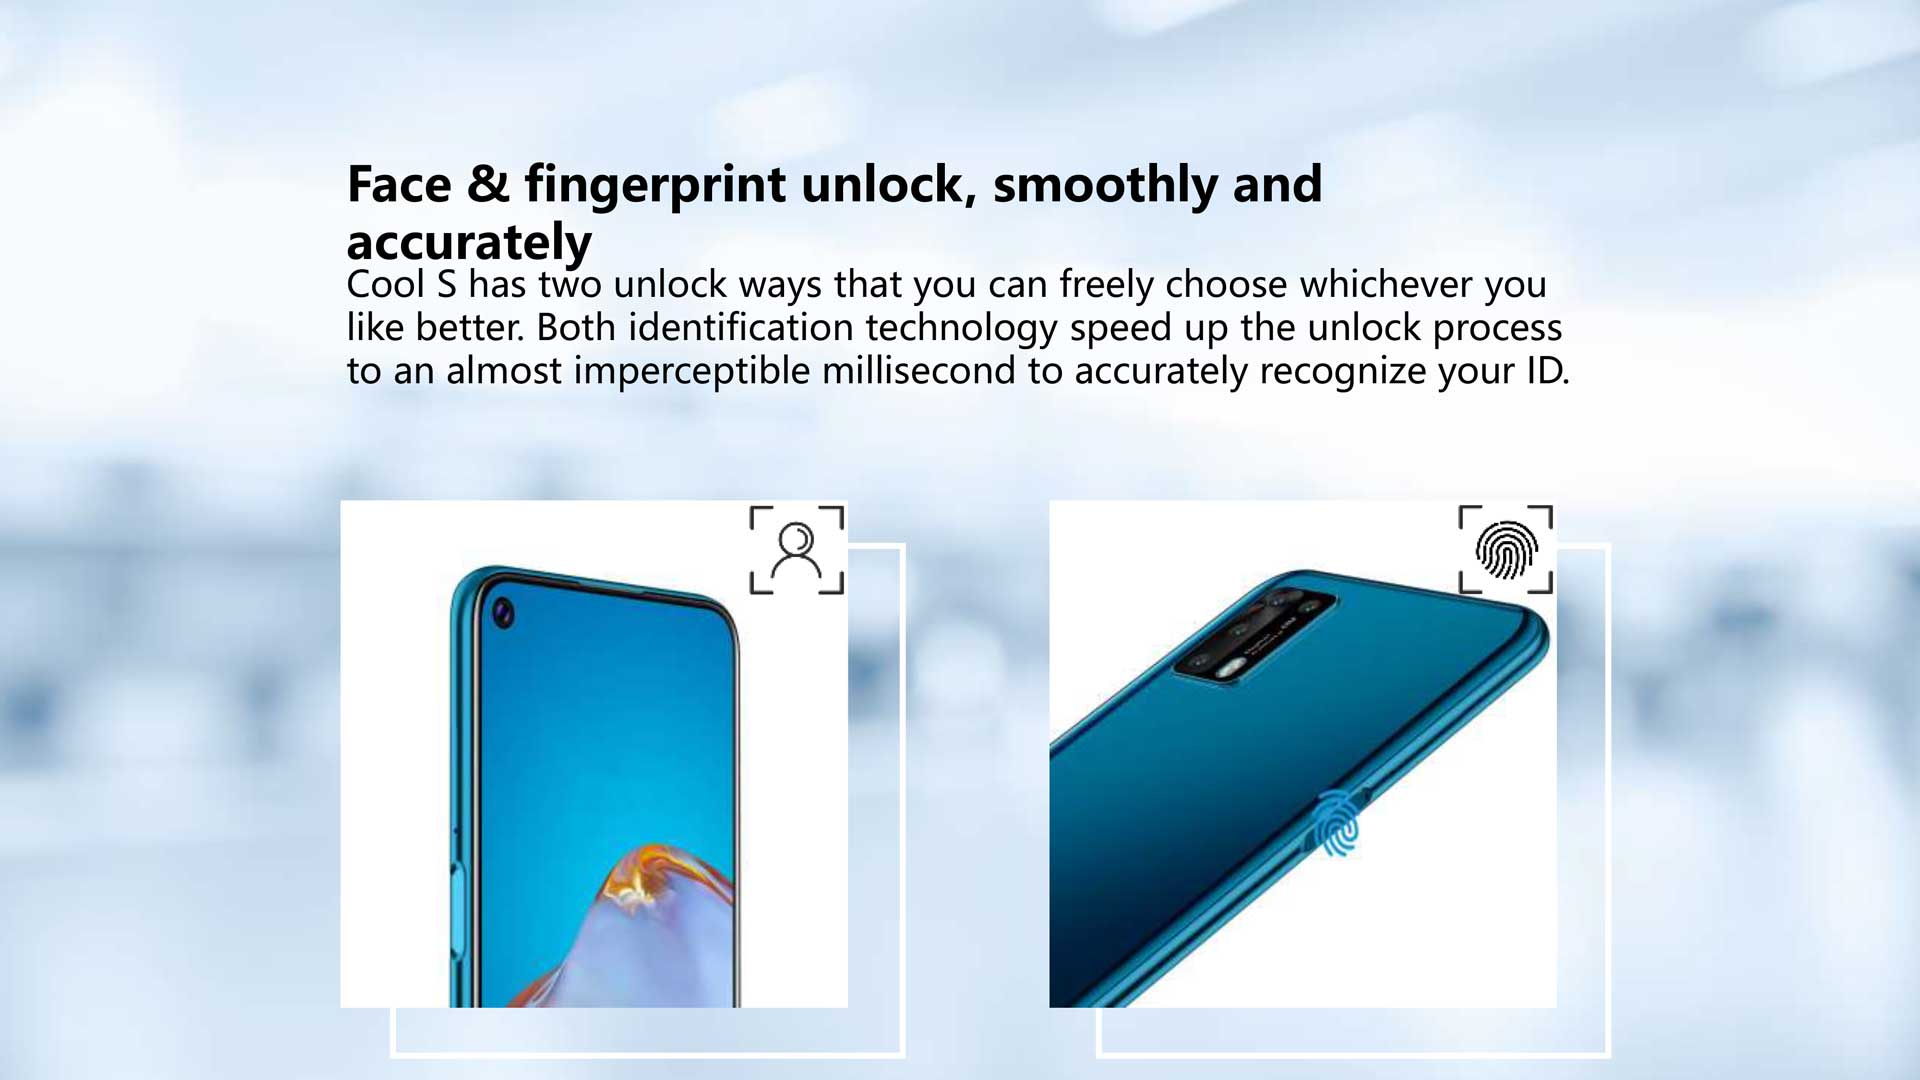 Face & fingerprint unlock, smoothly and
accurately
Cool S has two unlock ways that you can freely choose whichever you
like better. Both identification technology speed up the unlock process
to an almost imperceptible millisecond to accurately recognize your ID.